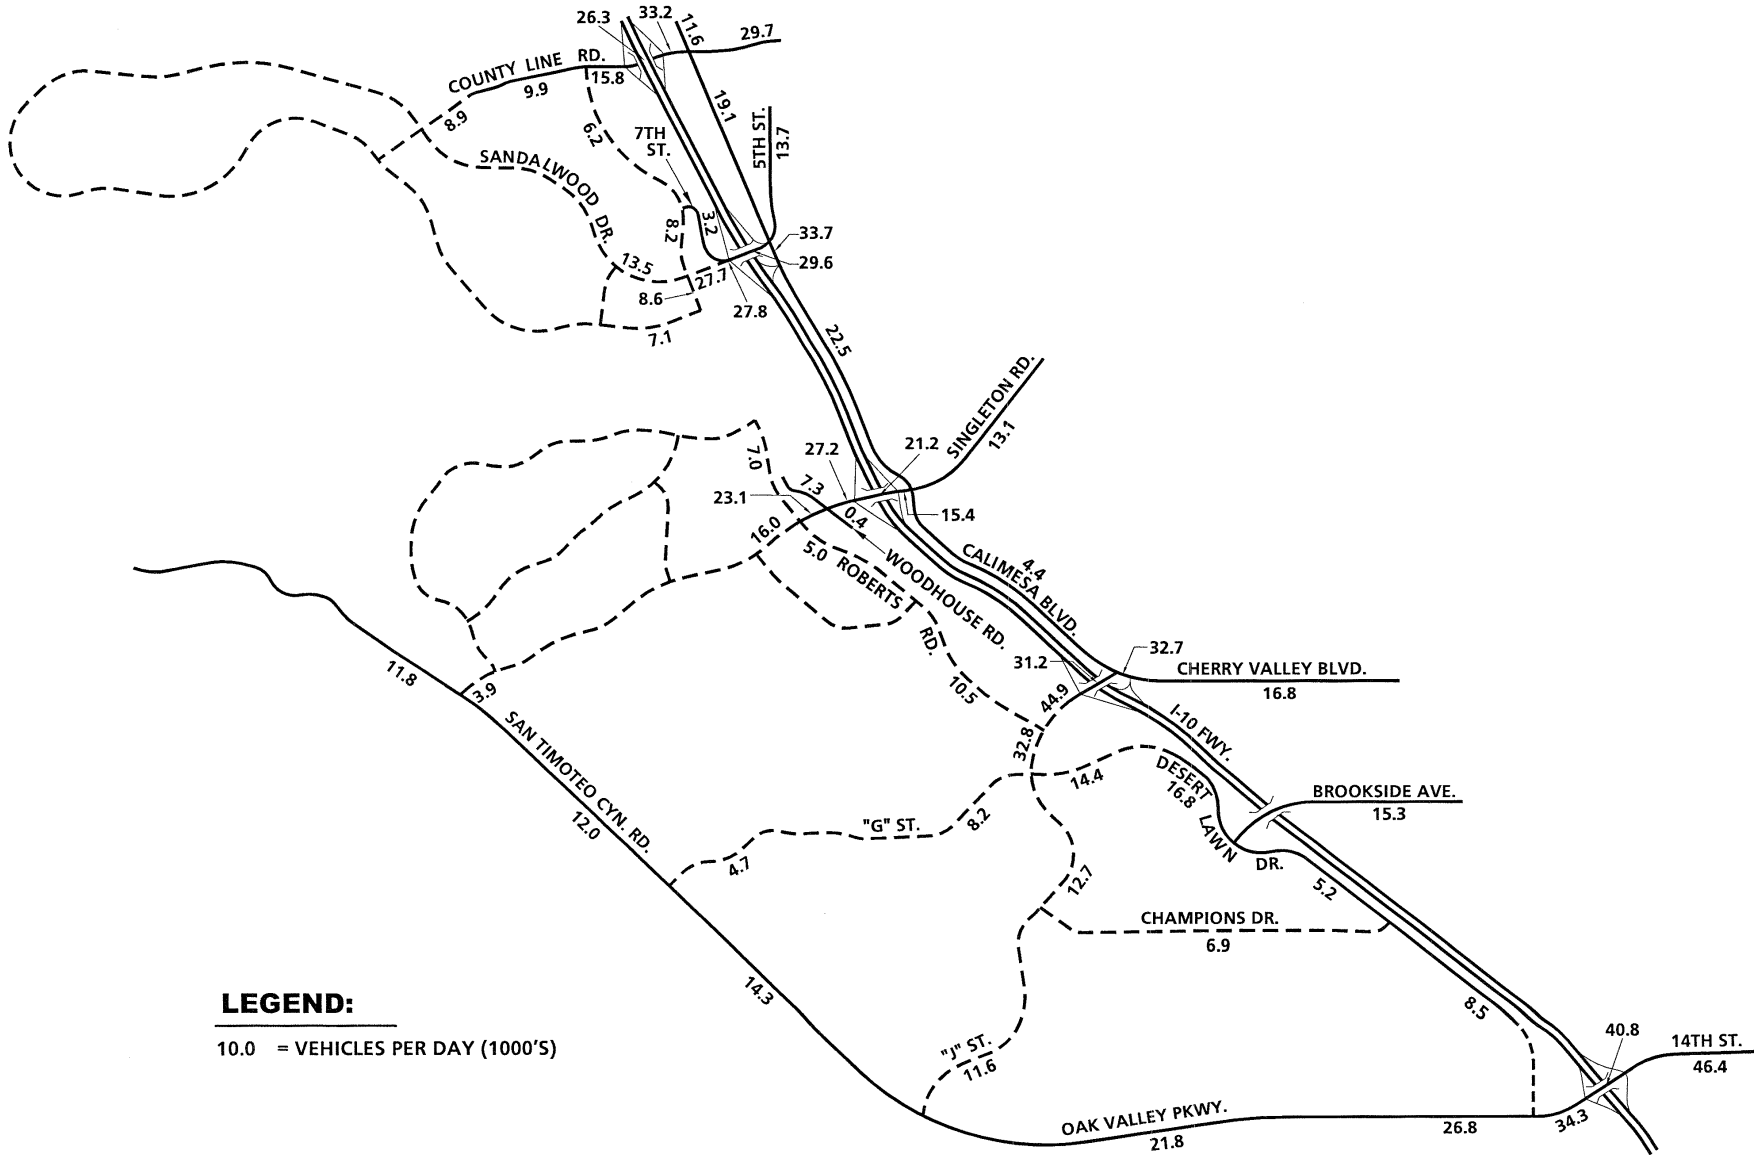 26.3
33.2
11.6
29.7
COUNTY LINE RD.
15.8
9.9
8.9
6.2
19.1
7TH
ST.
5TH ST.
13.7
SANDALWOOD DR.
3.2
8.2
33.7
29.6
13.5
27.7
8.6
27.8
7.1
22.5
SINGLETON RD.
13.1
21.2
27.2
7.0
7.3
23.1
0.4
15.4
16.0
5.0
ROBERTS RD.
WOODHOUSE RD.
4.4
CALIMESA BLVD.
32.7
31.2
CHERRY VALLEY BLVD.
16.8
11.8
3.9
10.5
44.9
32.8
I-10 FWY.
SAN TIMOTEO CYN. RD.
12.0
14.4
DESERT LAWN DR.
16.8
BROOKSIDE AVE.
15.3
"G" ST.
8.2
4.7
12.7
5.2
CHAMPIONS DR.
6.9
14.3
8.5
LEGEND:
10.0 = VEHICLES PER DAY (1000'S)
"J" ST.
11.6
40.8
14TH ST.
46.4
OAK VALLEY PKWY.
21.8
26.8
34.3